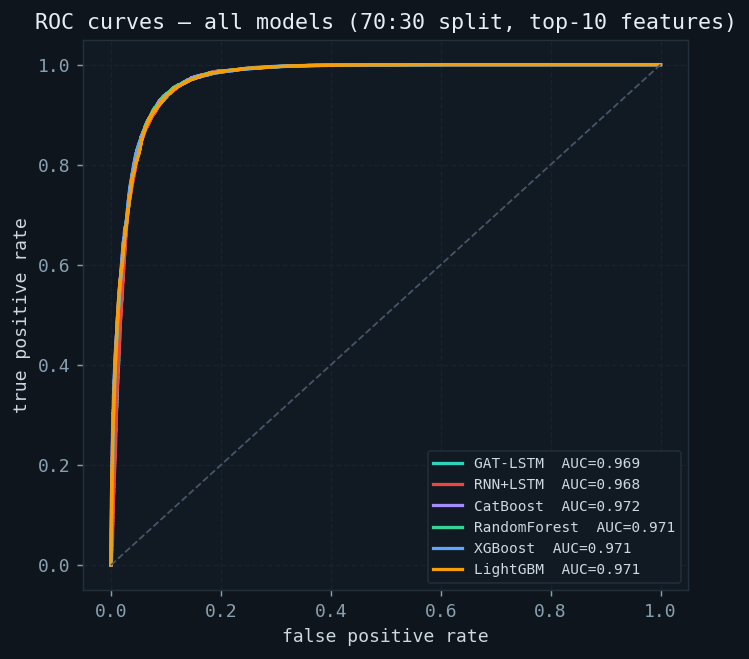 ROC curves — all models (70:30 split, top-10 features)
1.0
0.8
0.6
0.4
0.2
0.0
true positive rate
GAT-LSTM AUC=0.969
RNN+LSTM AUC=0.968
CatBoost AUC=0.972
RandomForest AUC=0.971
XGBoost AUC=0.971
LightGBM AUC=0.971
0.0 0.2 0.4 0.6 0.8 1.0
false positive rate